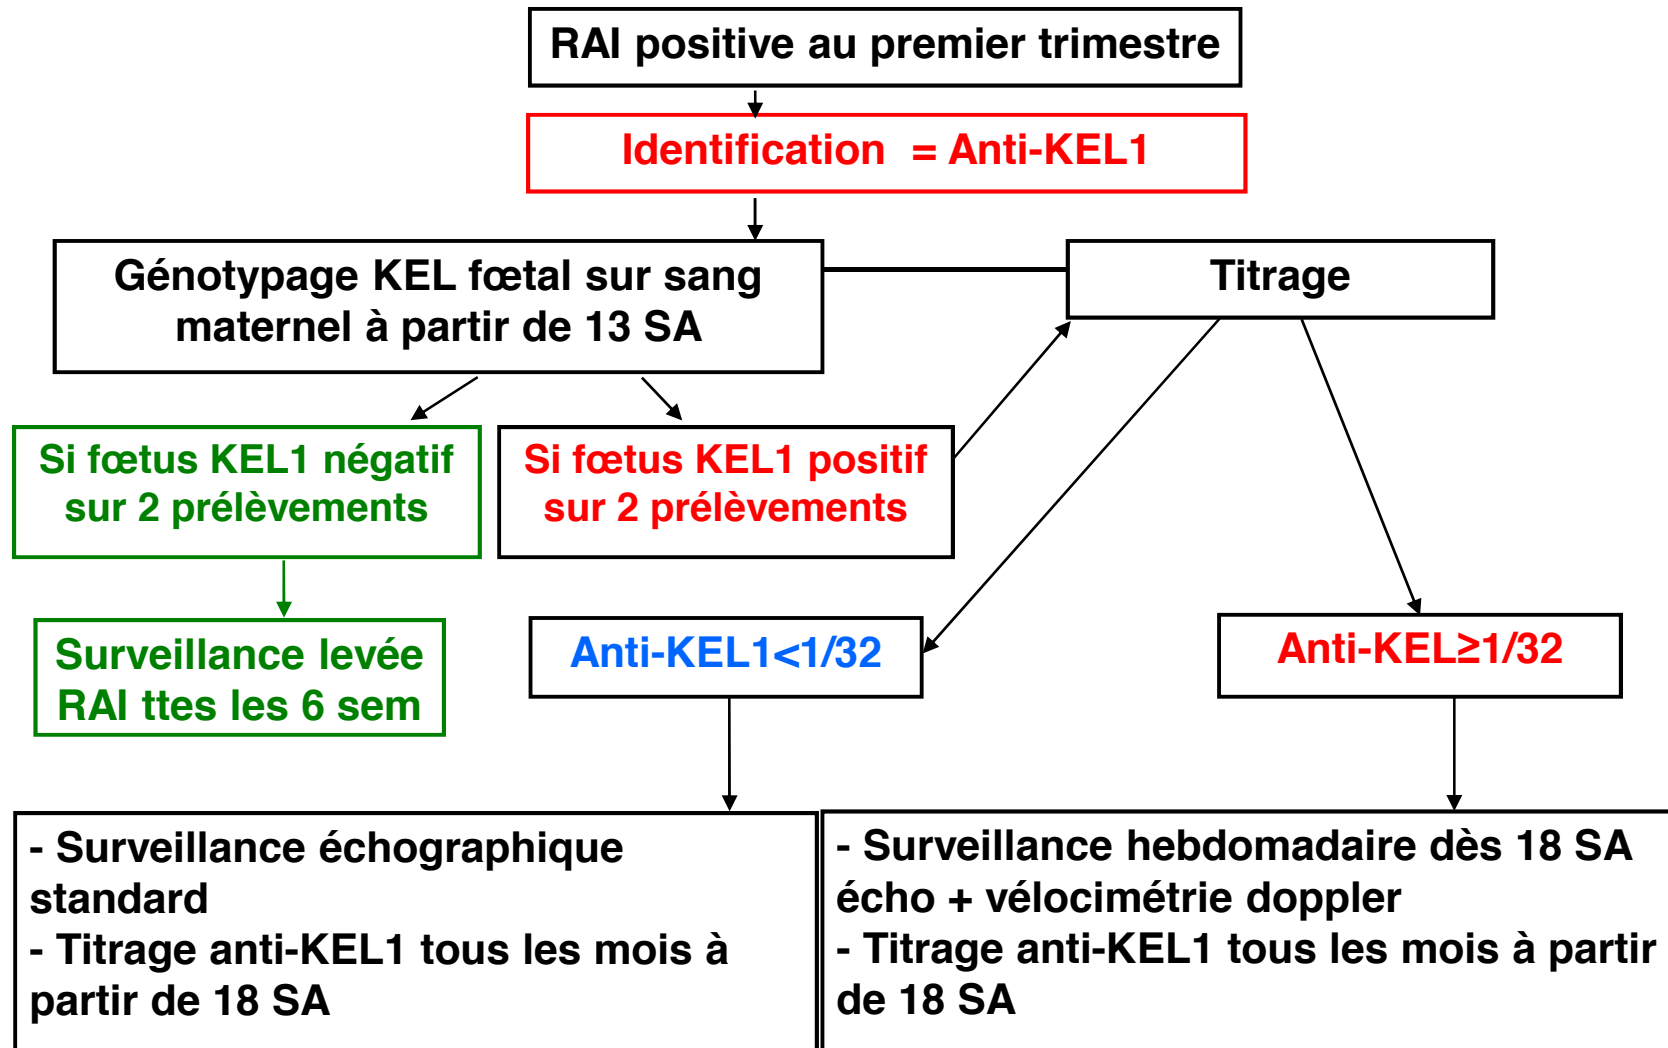 RAI positive au premier trimestre
Identification = Anti-KEL1
Génotypage KEL fœtal sur sang
maternel à partir de 13 SA
Titrage
Si fœtus KEL1 négatif
sur 2 prélèvements
Si fœtus KEL1 positif
sur 2 prélèvements
Surveillance levée
RAI ttes les 6 sem
Anti-KEL1<1/32
Anti-KEL≥1/32
- Surveillance échographique
standard
- Titrage anti-KEL1 tous les mois à
partir de 18 SA
- Surveillance hebdomadaire dès 18 SA
écho + vélocimétrie doppler
- Titrage anti-KEL1 tous les mois à partir
de 18 SA